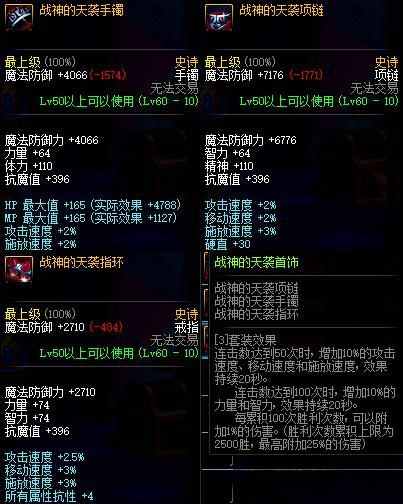 战神的天袭手镯
最上级 (100%) 史诗
魔法防御 +4066 (-1574) 手镯
无法交易
Lv50以上可以使用 (Lv60 - 10)
魔法防御力 +4066
力量 +64
体力 +110
抗魔值 +396
HP 最大值 +165 (实际效果 +4788)
MP 最大值 +165 (实际效果 +1127)
攻击速度 +2%
施放速度 +2%
战神的天袭项链
最上级 (100%) 史诗
魔法防御 +7176 (-1771) 项链
无法交易
Lv50以上可以使用 (Lv60 - 10)
魔法防御力 +6776
智力 +64
精神 +110
抗魔值 +396
攻击速度 +2%
移动速度 +2%
施放速度 +3%
硬直 +30
战神的天袭指环
最上级 (100%) 史诗
魔法防御 +2710 (-484) 戒指
无法交易
Lv50以上可以使用 (Lv60 - 10)
魔法防御力 +2710
力量 +74
智力 +74
抗魔值 +396
攻击速度 +2.5%
移动速度 +3%
施放速度 +3%
所有属性抗性 +4
战神的天袭首饰
战神的天袭项链
战神的天袭手镯
战神的天袭指环
[3]套装效果
连击数达到50次时, 增加10%的攻击
速度、移动速度和施放速度, 效果
持续20秒。
连击数达到100次时, 增加10%的
力量和智力, 效果持续20秒。
每累积100次胜利次数, 可以附
加1%的伤害。(胜利次数累积上限为
2500胜, 最高附加25%的伤害)